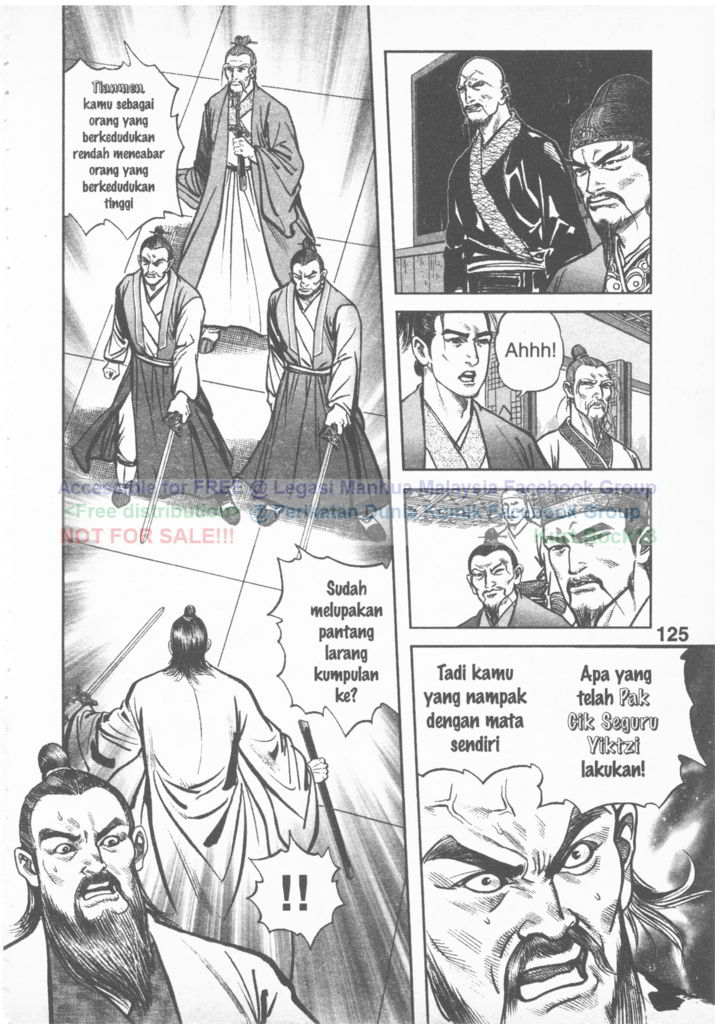 Ahhh!
125
Apa yang
telah Pak
Cik Seguru
Yiktzi
lakukan!
Tadi kamu
yang nampak
dengan mata
sendiri
Tianmen
kamu sebagai
orang yang
berkedudukan
rendah mencabar
orang yang
berkedudukan
tinggi
Sudah
melupakan
pantang
larang
kumpulan
ke?
!!
Accessible for FREE @ Legasi Manhua Malaysia Facebook Group
<Free distribution> @ Perikatan Dunia Komik Facebook Group
NOT FOR SALE!!!